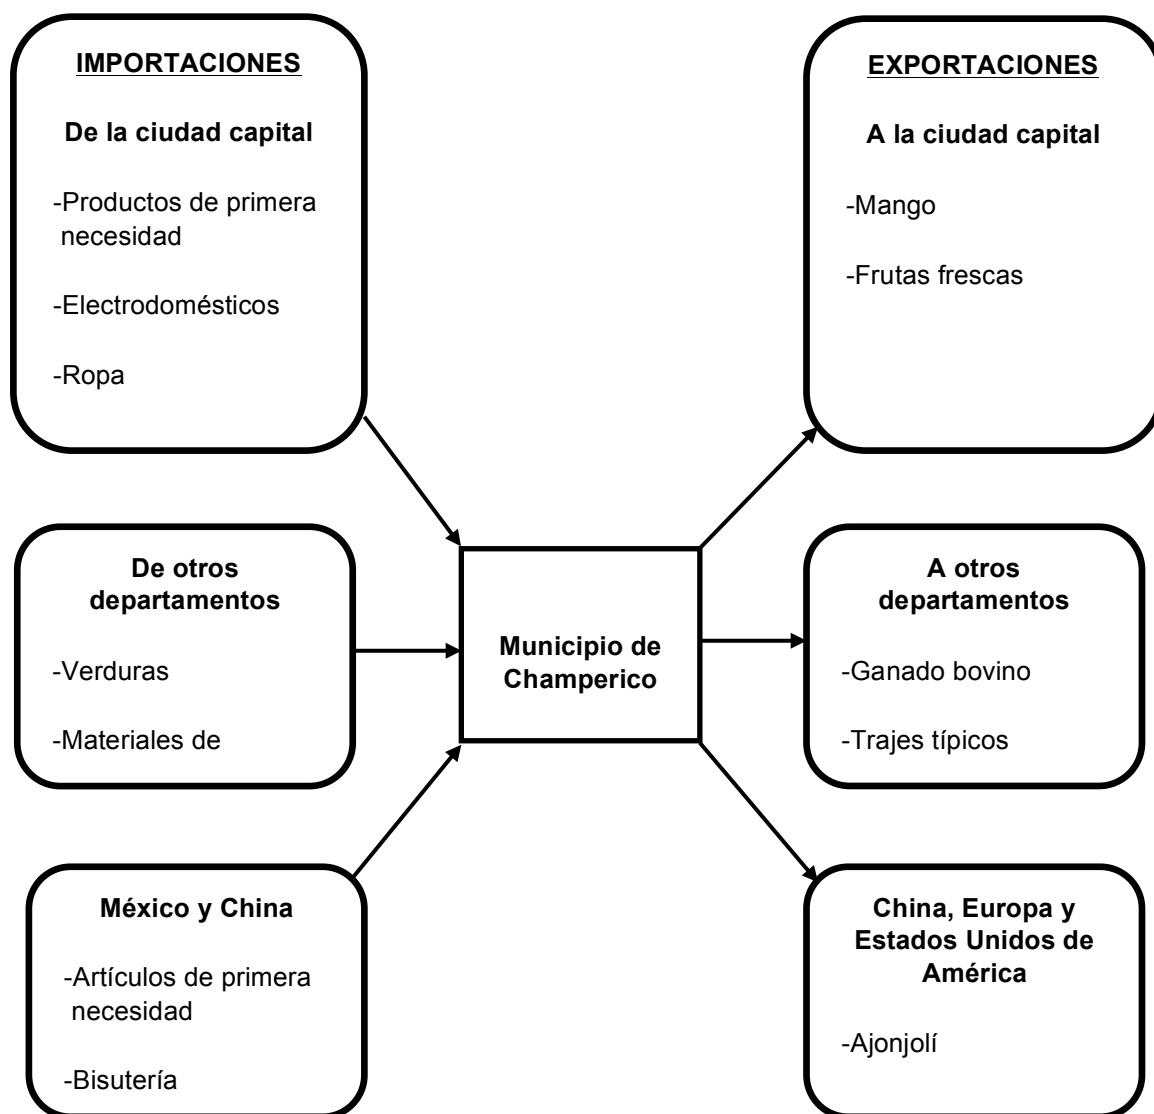 IMPORTACIONES
De la ciudad capital
-Productos de primera
necesidad
-Electrodomésticos
-Ropa
De otros
departamentos
-Verduras
-Materiales de
México y China
-Artículos de primera
necesidad
-Bisutería
Municipio de
Champerico
EXPORTACIONES
A la ciudad capital
-Mango
-Frutas frescas
A otros
departamentos
-Ganado bovino
-Trajes típicos
China, Europa y
Estados Unidos de
América
-Ajonjolí